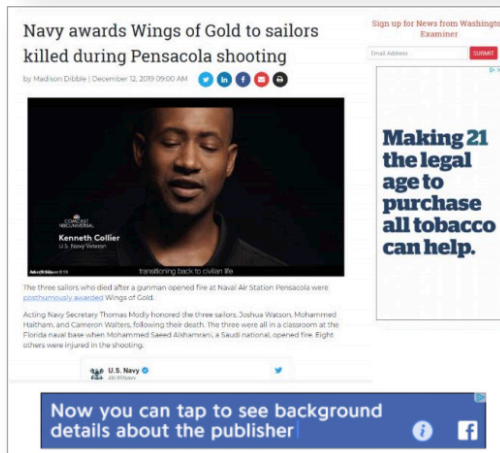 Navy awards Wings of Gold to sailors
killed during Pensacola shooting
by Madison Dibble | December 12, 2019 09:00 AM
Sign up for News from Washingto
Examiner
Email Address
SUBMIT
COMCAST
NBCUNIVERSAL
Kenneth Collier
U.S. Navy Veteran
transitioning back to civilian life
Making 21
the legal
age to
purchase
all tobacco
can help.
The three sailors who died after a gunman opened fire at Naval Air Station Pensacola were
posthumously awarded Wings of Gold.
Acting Navy Secretary Thomas Modly honored the three sailors, Joshua Watson, Mohammed
Haitham, and Cameron Walters, following their death. The three were all in a classroom at the
Florida naval base when Mohammed Saeed Alshamrani, a Saudi national, opened fire. Eight
others were injured in the shooting.
U.S. Navy
Now you can tap to see background
details about the publisher